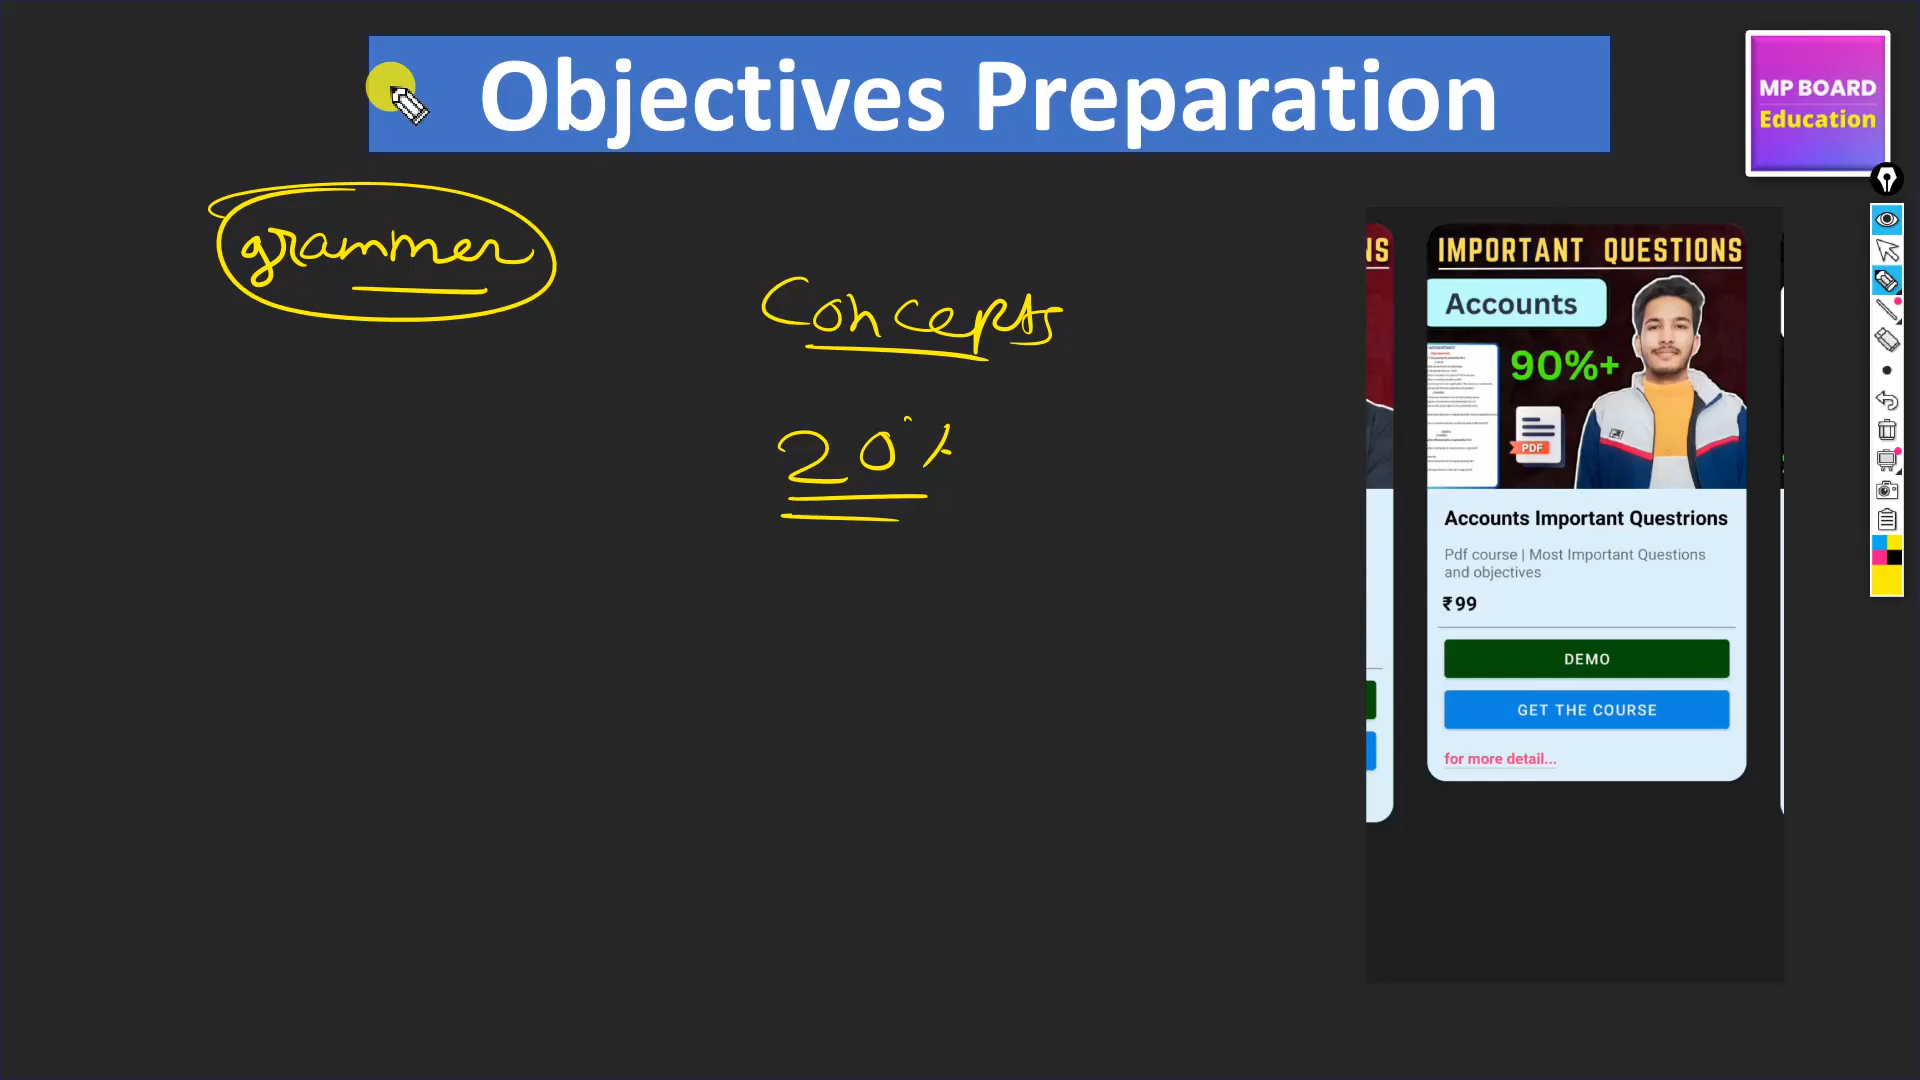 Objectives Preparation
MP BOARD
Education
grammer
Concepts
20%
NS
IMPORTANT QUESTIONS
Accounts
90%+
PDF
Accounts Important Questrions
Pdf course | Most Important Questions
and objectives
₹99
DEMO
GET THE COURSE
for more detail...